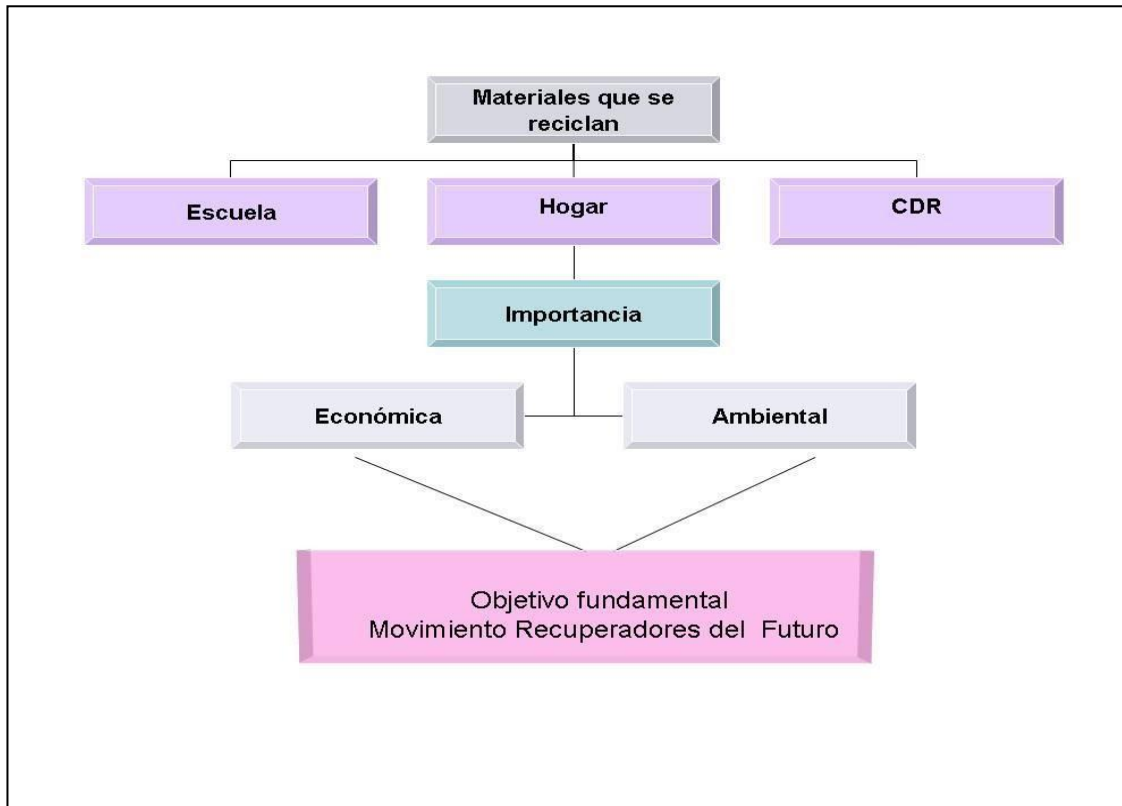 Materiales que se
reciclan
Escuela
Hogar
CDR
Importancia
Económica
Ambiental
Objetivo fundamental
Movimiento Recuperadores del Futuro